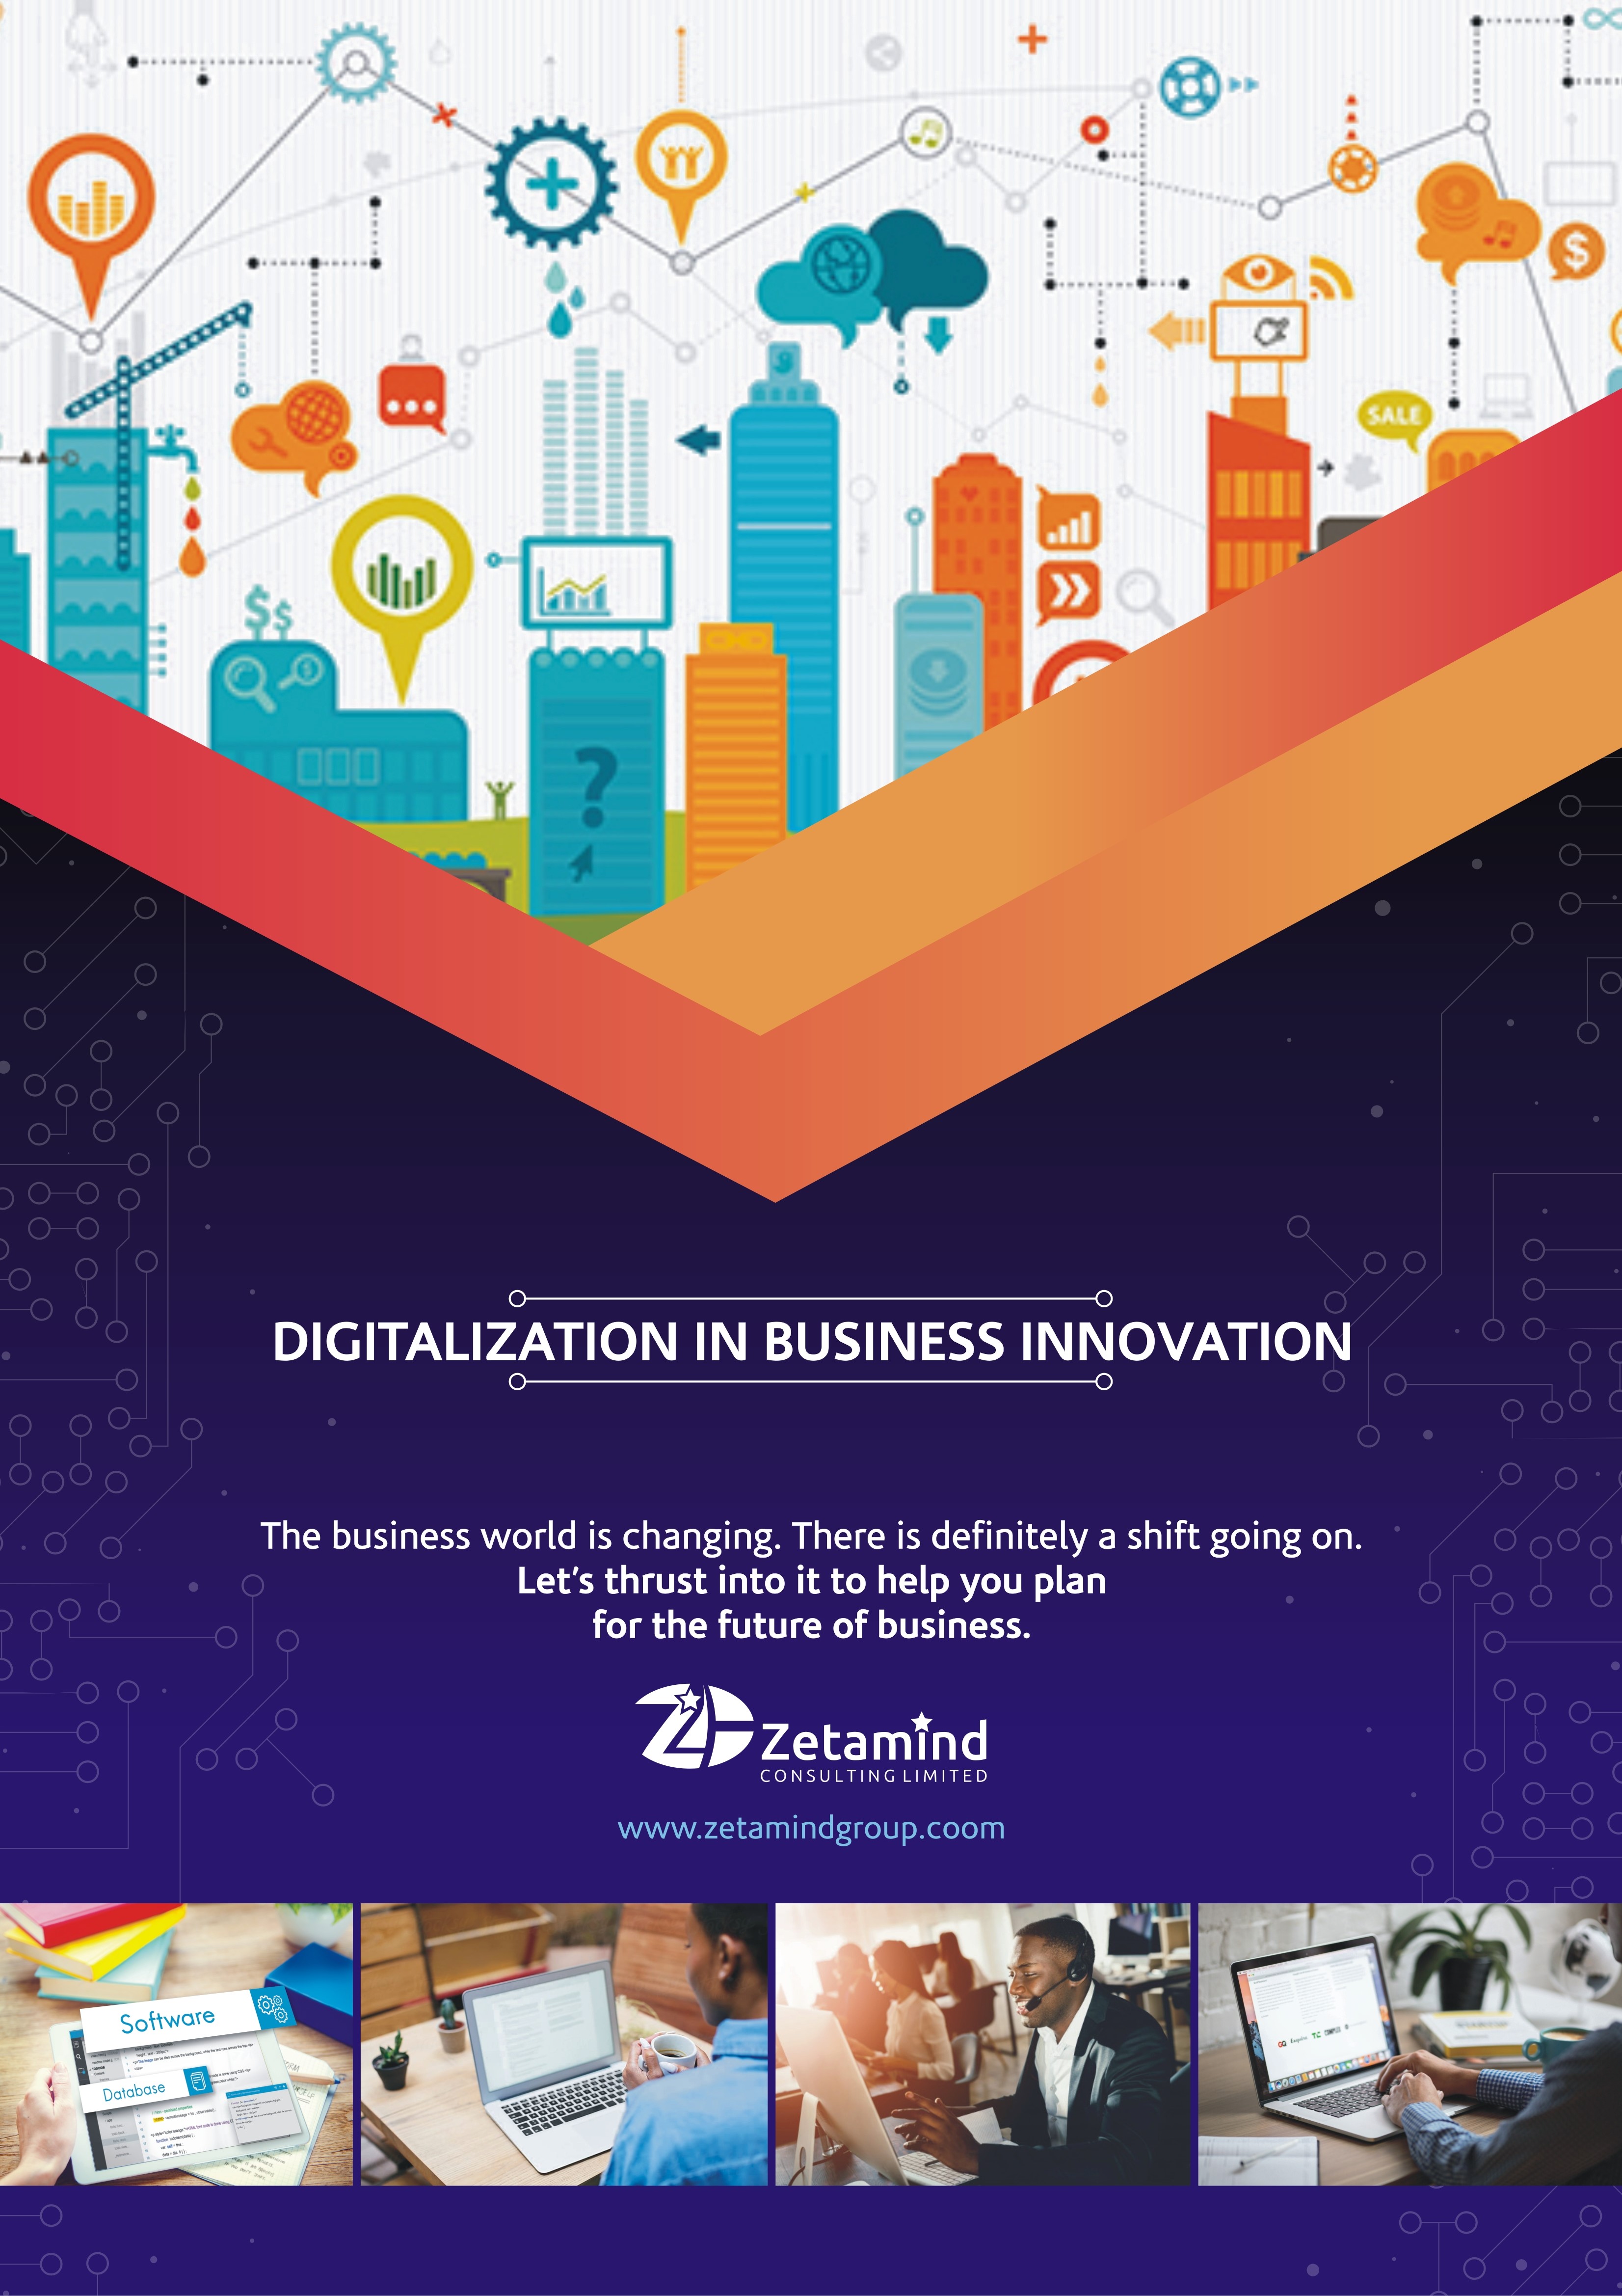 SALE
$
$$
$
?
DIGITALIZATION IN BUSINESS INNOVATION
The business world is changing. There is definitely a shift going on.
Let's thrust into it to help you plan
for the future of business.
Zetamind
CONSULTING LIMITED
www.zetamindgroup.coom
Software
Database
STARTUP